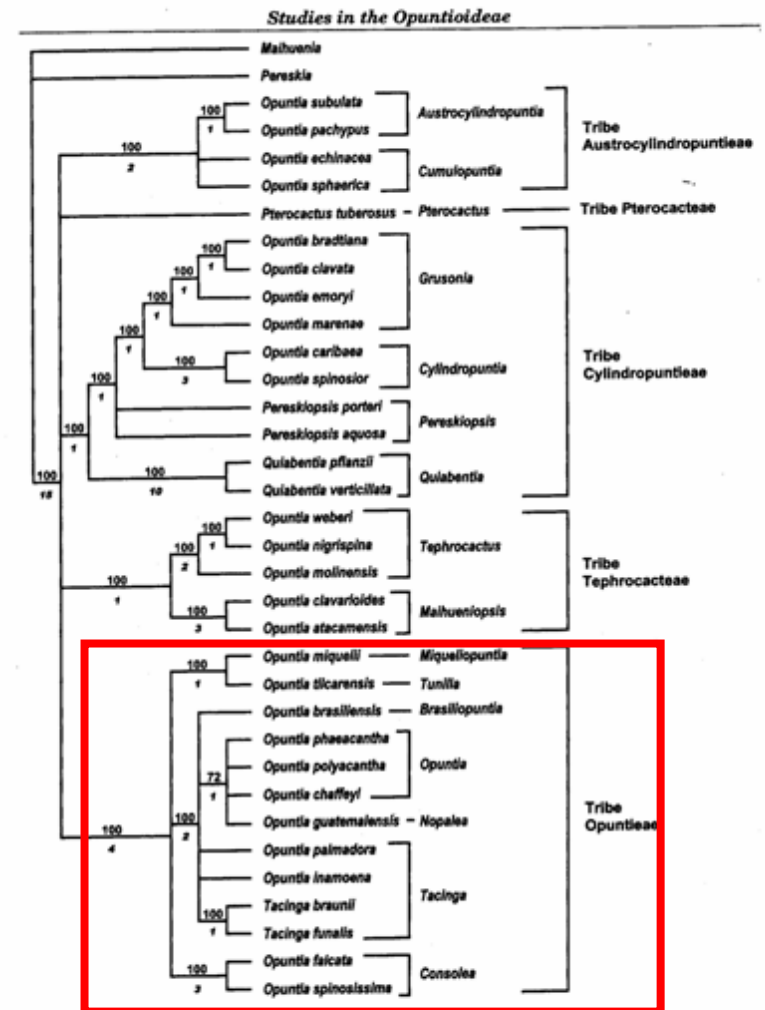 Studies in the Opuntioideae
Maihuenia
Pereskia
Opuntia subulata
100
1
Opuntia pachypus
Austrocylindropuntia
100
2
Opuntia echinacea
Opuntia sphaerica
Cumulopuntia
Tribe
Austrocylindropuntieae
Pterocactus tuberosus – Pterocactus
Tribe Pterocacteae
Opuntia bradtiana
100
1
Opuntia clavata
100
1
Opuntia emoryi
100
1
Opuntia marenae
Grusonia
100
1
Opuntia caribaea
100
3
Opuntia spinosior
Cylindropuntia
100
1
Pereskiopsis porteri
Pereskiopsis aquosa
Pereskiopsis
100
1
Quiabentia pflanzii
100
10
Quiabentia verticillata
Quiabentia
Tribe
Cylindropuntieae
100
15
Opuntia weberi
100
1
Opuntia nigrispina
100
2
Opuntia molinensis
Tephrocactus
100
1
Opuntia clavarioides
100
3
Opuntia atacamensis
Maihueniopsis
Tribe
Tephrocacteae
Opuntia miquelii — Miqueliopuntia
100
1
Opuntia tilcarensis — Tunilla
Opuntia brasiliensis — Brasiliopuntia
Opuntia phaeacantha
Opuntia polyacantha
72
1
Opuntia chaffeyi
Opuntia
Opuntia guatemalensis – Nopalea
100
2
100
4
Opuntia palmadora
Opuntia inamoena
Tacinga braunii
100
1
Tacinga funalis
Tacinga
Opuntia falcata
100
3
Opuntia spinosissima
Consolea
Tribe
Opuntieae